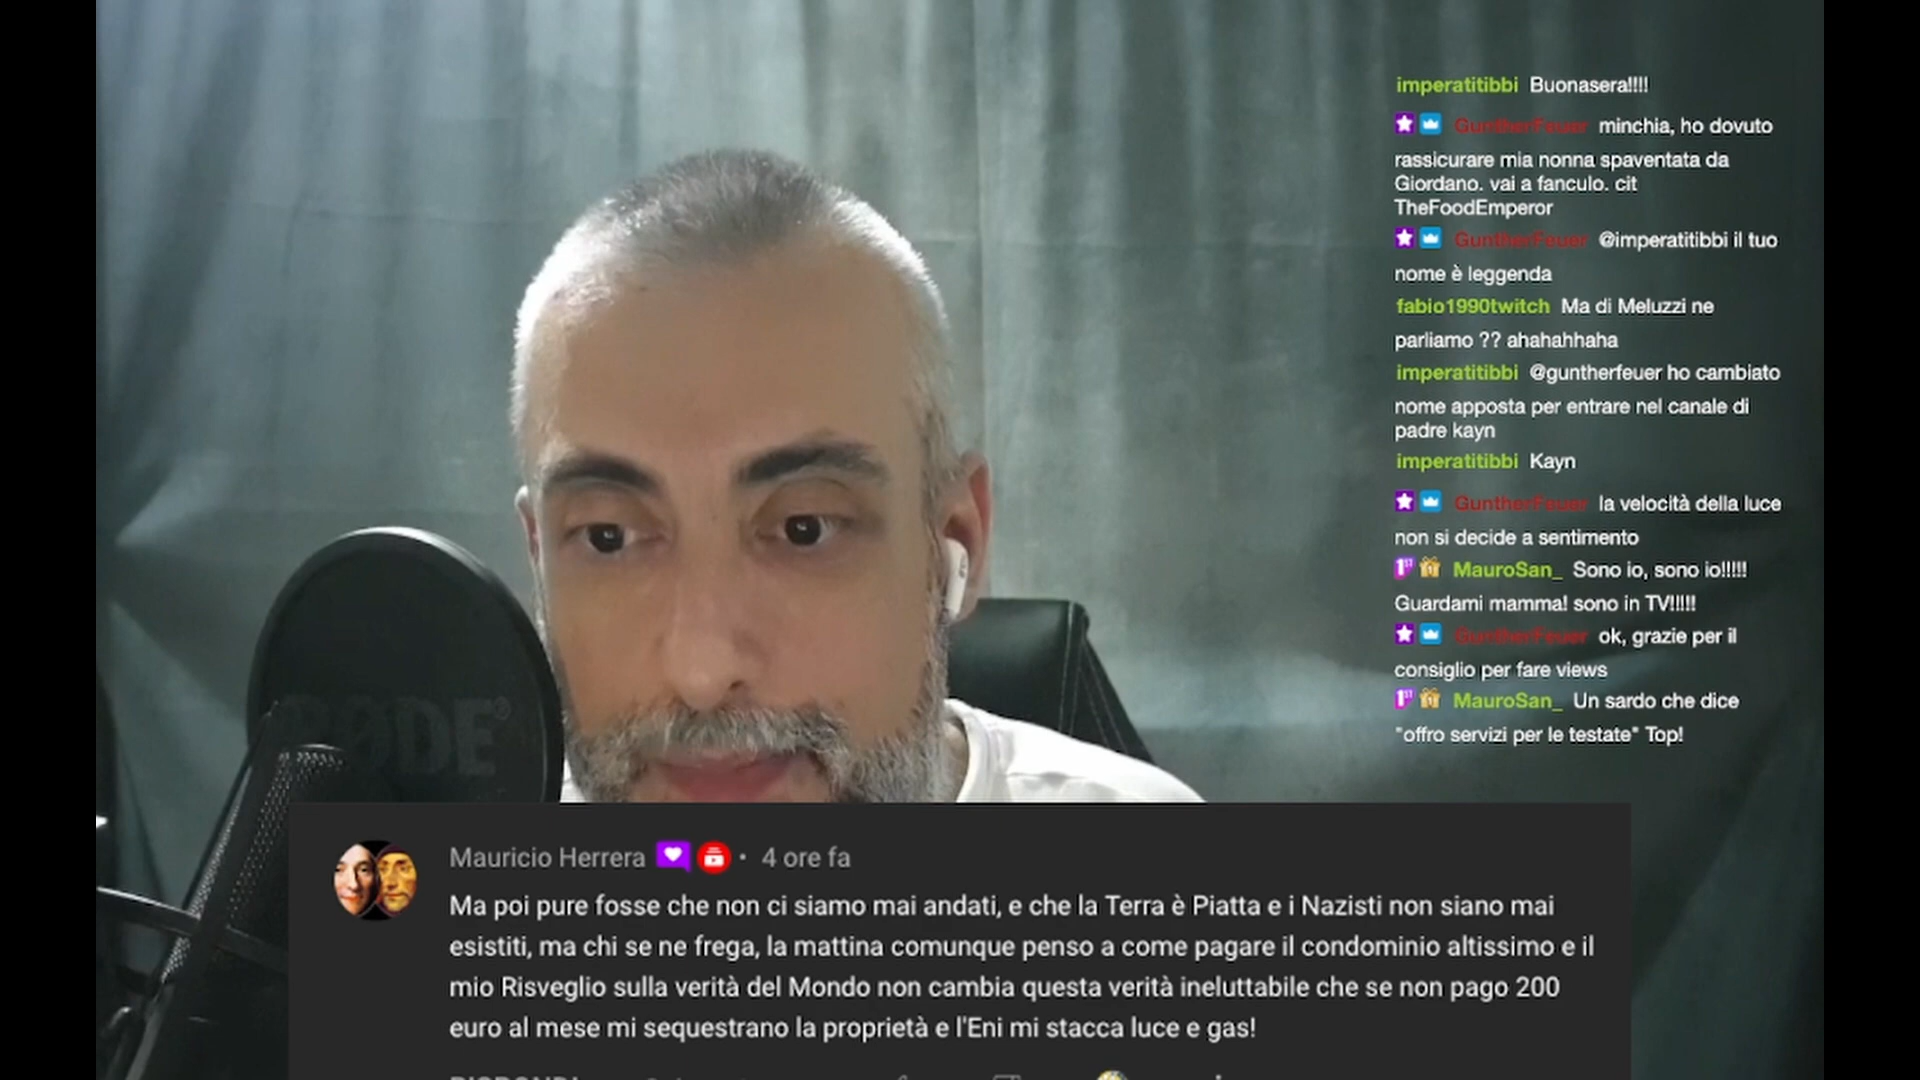 imperatitibbi Buonasera!!!!
GuntherFeuer minchia, ho dovuto
rassicurare mia nonna spaventata da
Giordano. vai a fanculo. cit
TheFoodEmperor
GuntherFeuer @imperatitibbi il tuo
nome è leggenda
fabio1990twitch Ma di Meluzzi ne
parliamo ?? ahahahhaha
imperatitibbi @guntherfeuer ho cambiato
nome apposta per entrare nel canale di
padre kayn
imperatitibbi Kayn
GuntherFeuer la velocità della luce
non si decide a sentimento
MauroSan_ Sono io, sono io!!!!!
Guardami mamma! sono in TV!!!!!
GuntherFeuer ok, grazie per il
consiglio per fare views
MauroSan_ Un sardo che dice
"offro servizi per le testate" Top!
RØDE®
Mauricio Herrera • 4 ore fa
Ma poi pure fosse che non ci siamo mai andati, e che la Terra è Piatta e i Nazisti non siano mai
esistiti, ma chi se ne frega, la mattina comunque penso a come pagare il condominio altissimo e il
mio Risveglio sulla verità del Mondo non cambia questa verità ineluttabile che se non pago 200
euro al mese mi sequestrano la proprietà e l'Eni mi stacca luce e gas!